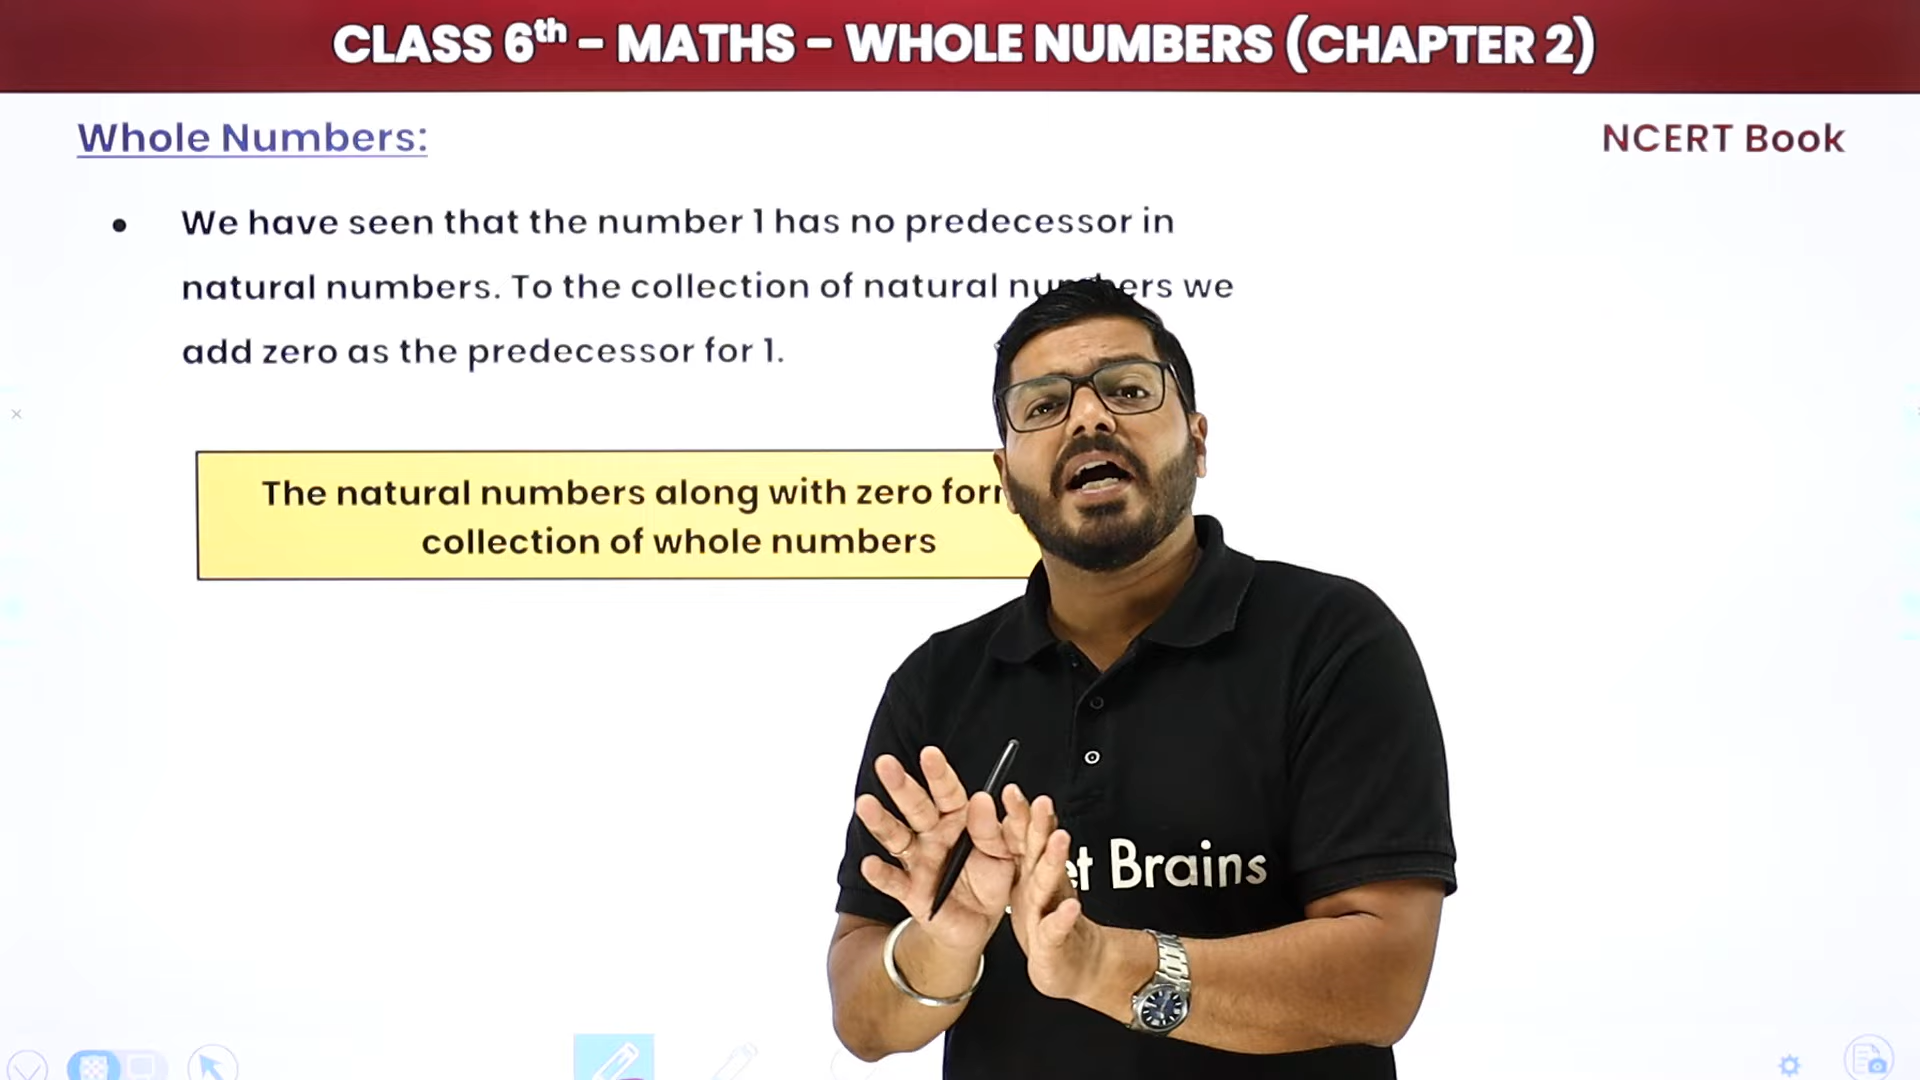 CLASS 6th – MATHS – WHOLE NUMBERS (CHAPTER 2)
Whole Numbers:
NCERT Book
• We have seen that the number 1 has no predecessor in
natural numbers. To the collection of natural numbers we
add zero as the predecessor for 1.
The natural numbers along with zero
collection of whole numbers
Brains